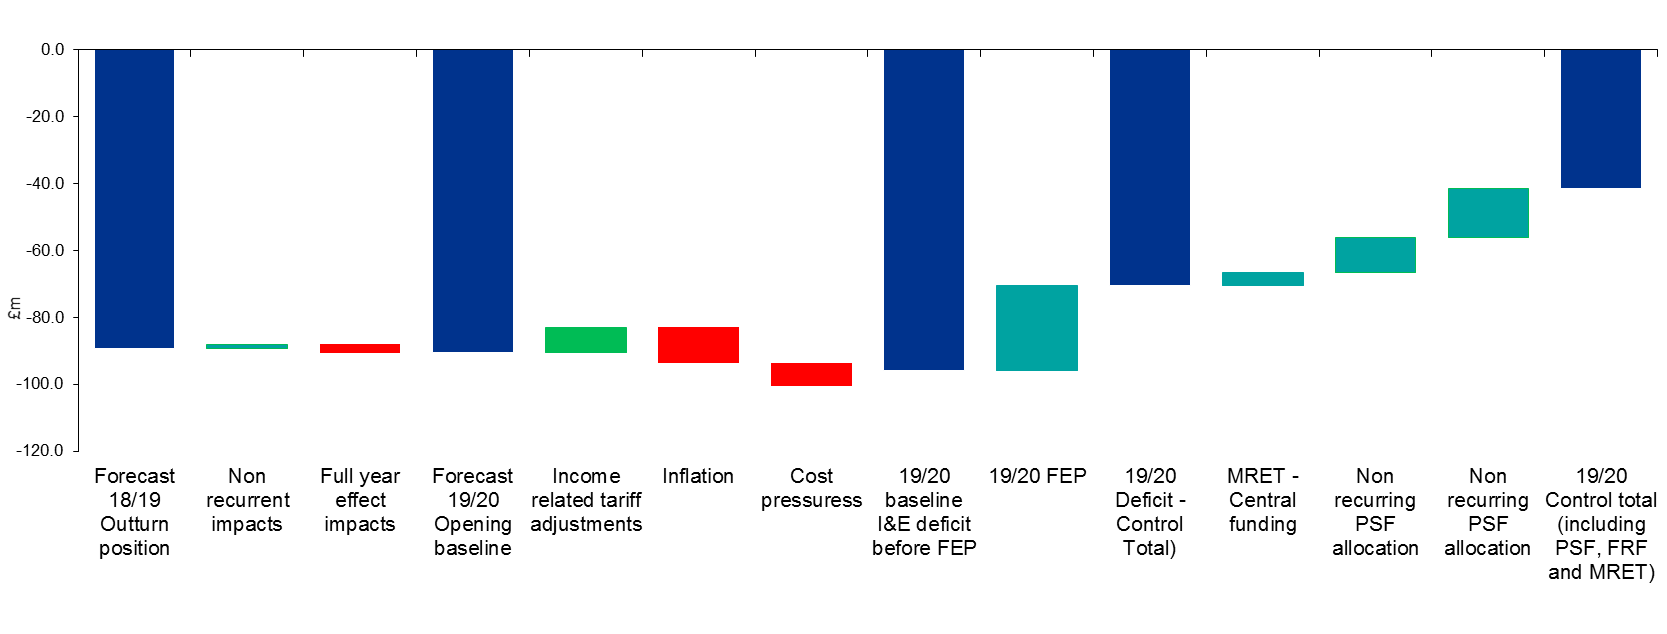 0.0
-20.0
-40.0
-60.0
-80.0
-100.0
-120.0
£m
Forecast
18/19
Outturn
position
Non
recurrent
impacts
Full year
effect
impacts
Forecast
19/20
Opening
baseline
Income
related tariff
adjustments
Inflation
Cost
pressuress
19/20
baseline
I&E deficit
before FEP
19/20 FEP
19/20
Deficit -
Control
Total)
MRET -
Central
funding
Non
recurring
PSF
allocation
Non
recurring
PSF
allocation
19/20
Control total
(including
PSF, FRF
and MRET)